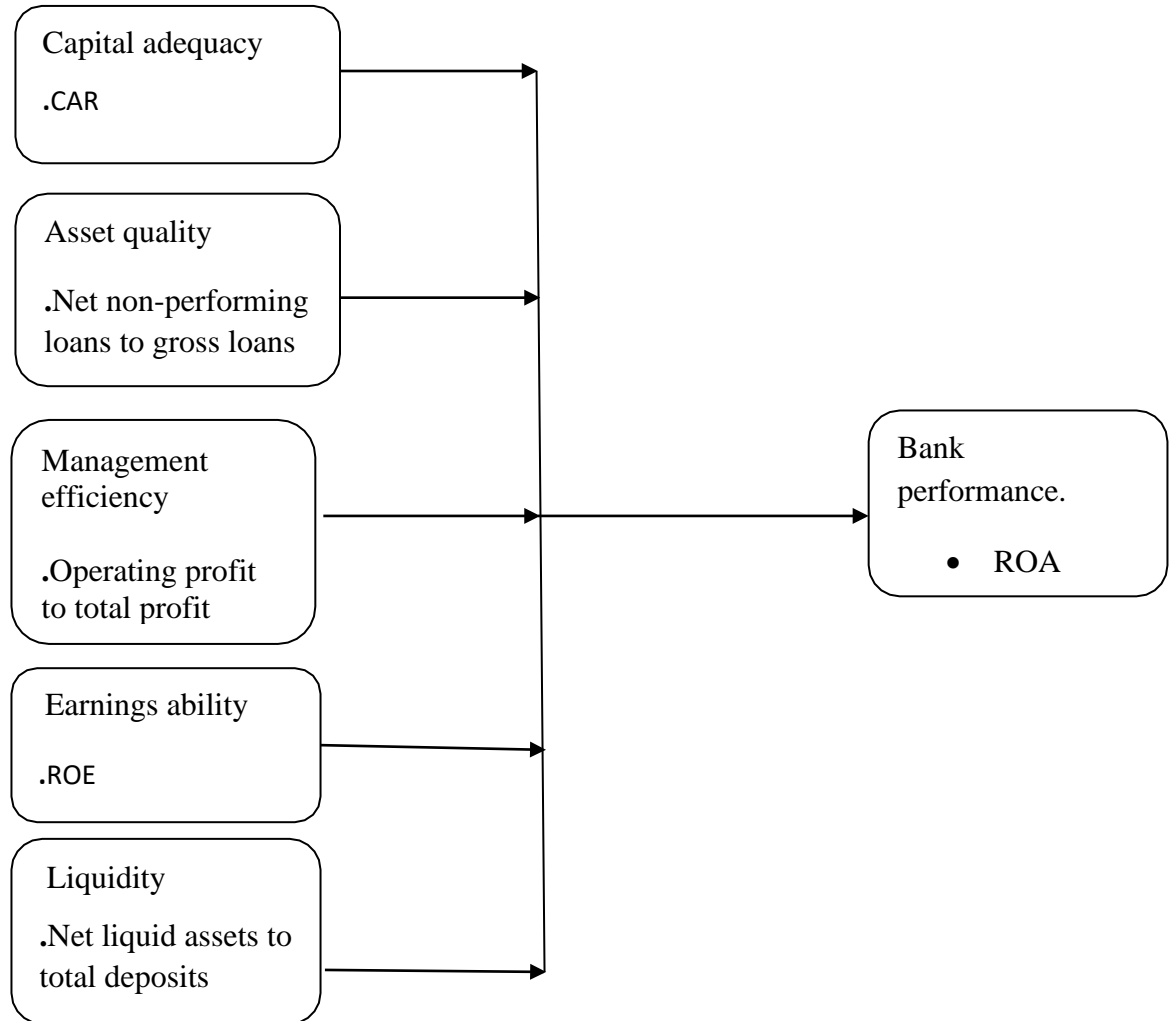 Capital adequacy
.CAR
Asset quality
.Net non-performing
loans to gross loans
Management
efficiency
.Operating profit
to total profit
Earnings ability
.ROE
Liquidity
.Net liquid assets to
total deposits
Bank
performance.
• ROA